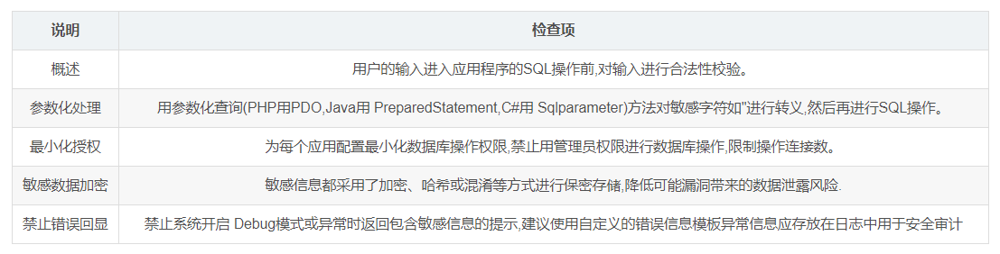 说明 检查项
概述 用户的输入进入应用程序的SQL操作前,对输入进行合法性校验。
参数化处理 用参数化查询(PHP用PDO,Java用 PreparedStatement,C#用 Sqlparameter)方法对敏感字符如"进行转义,然后再进行SQL操作。
最小化授权 为每个应用配置最小化数据库操作权限,禁止用管理员权限进行数据库操作,限制操作连接数。
敏感数据加密 敏感信息都采用了加密、哈希或混淆等方式进行保密存储,降低可能漏洞带来的数据泄露风险.
禁止错误回显 禁止系统开启 Debug模式或异常时返回包含敏感信息的提示,建议使用自定义的错误信息模板异常信息应存放在日志中用于安全审计